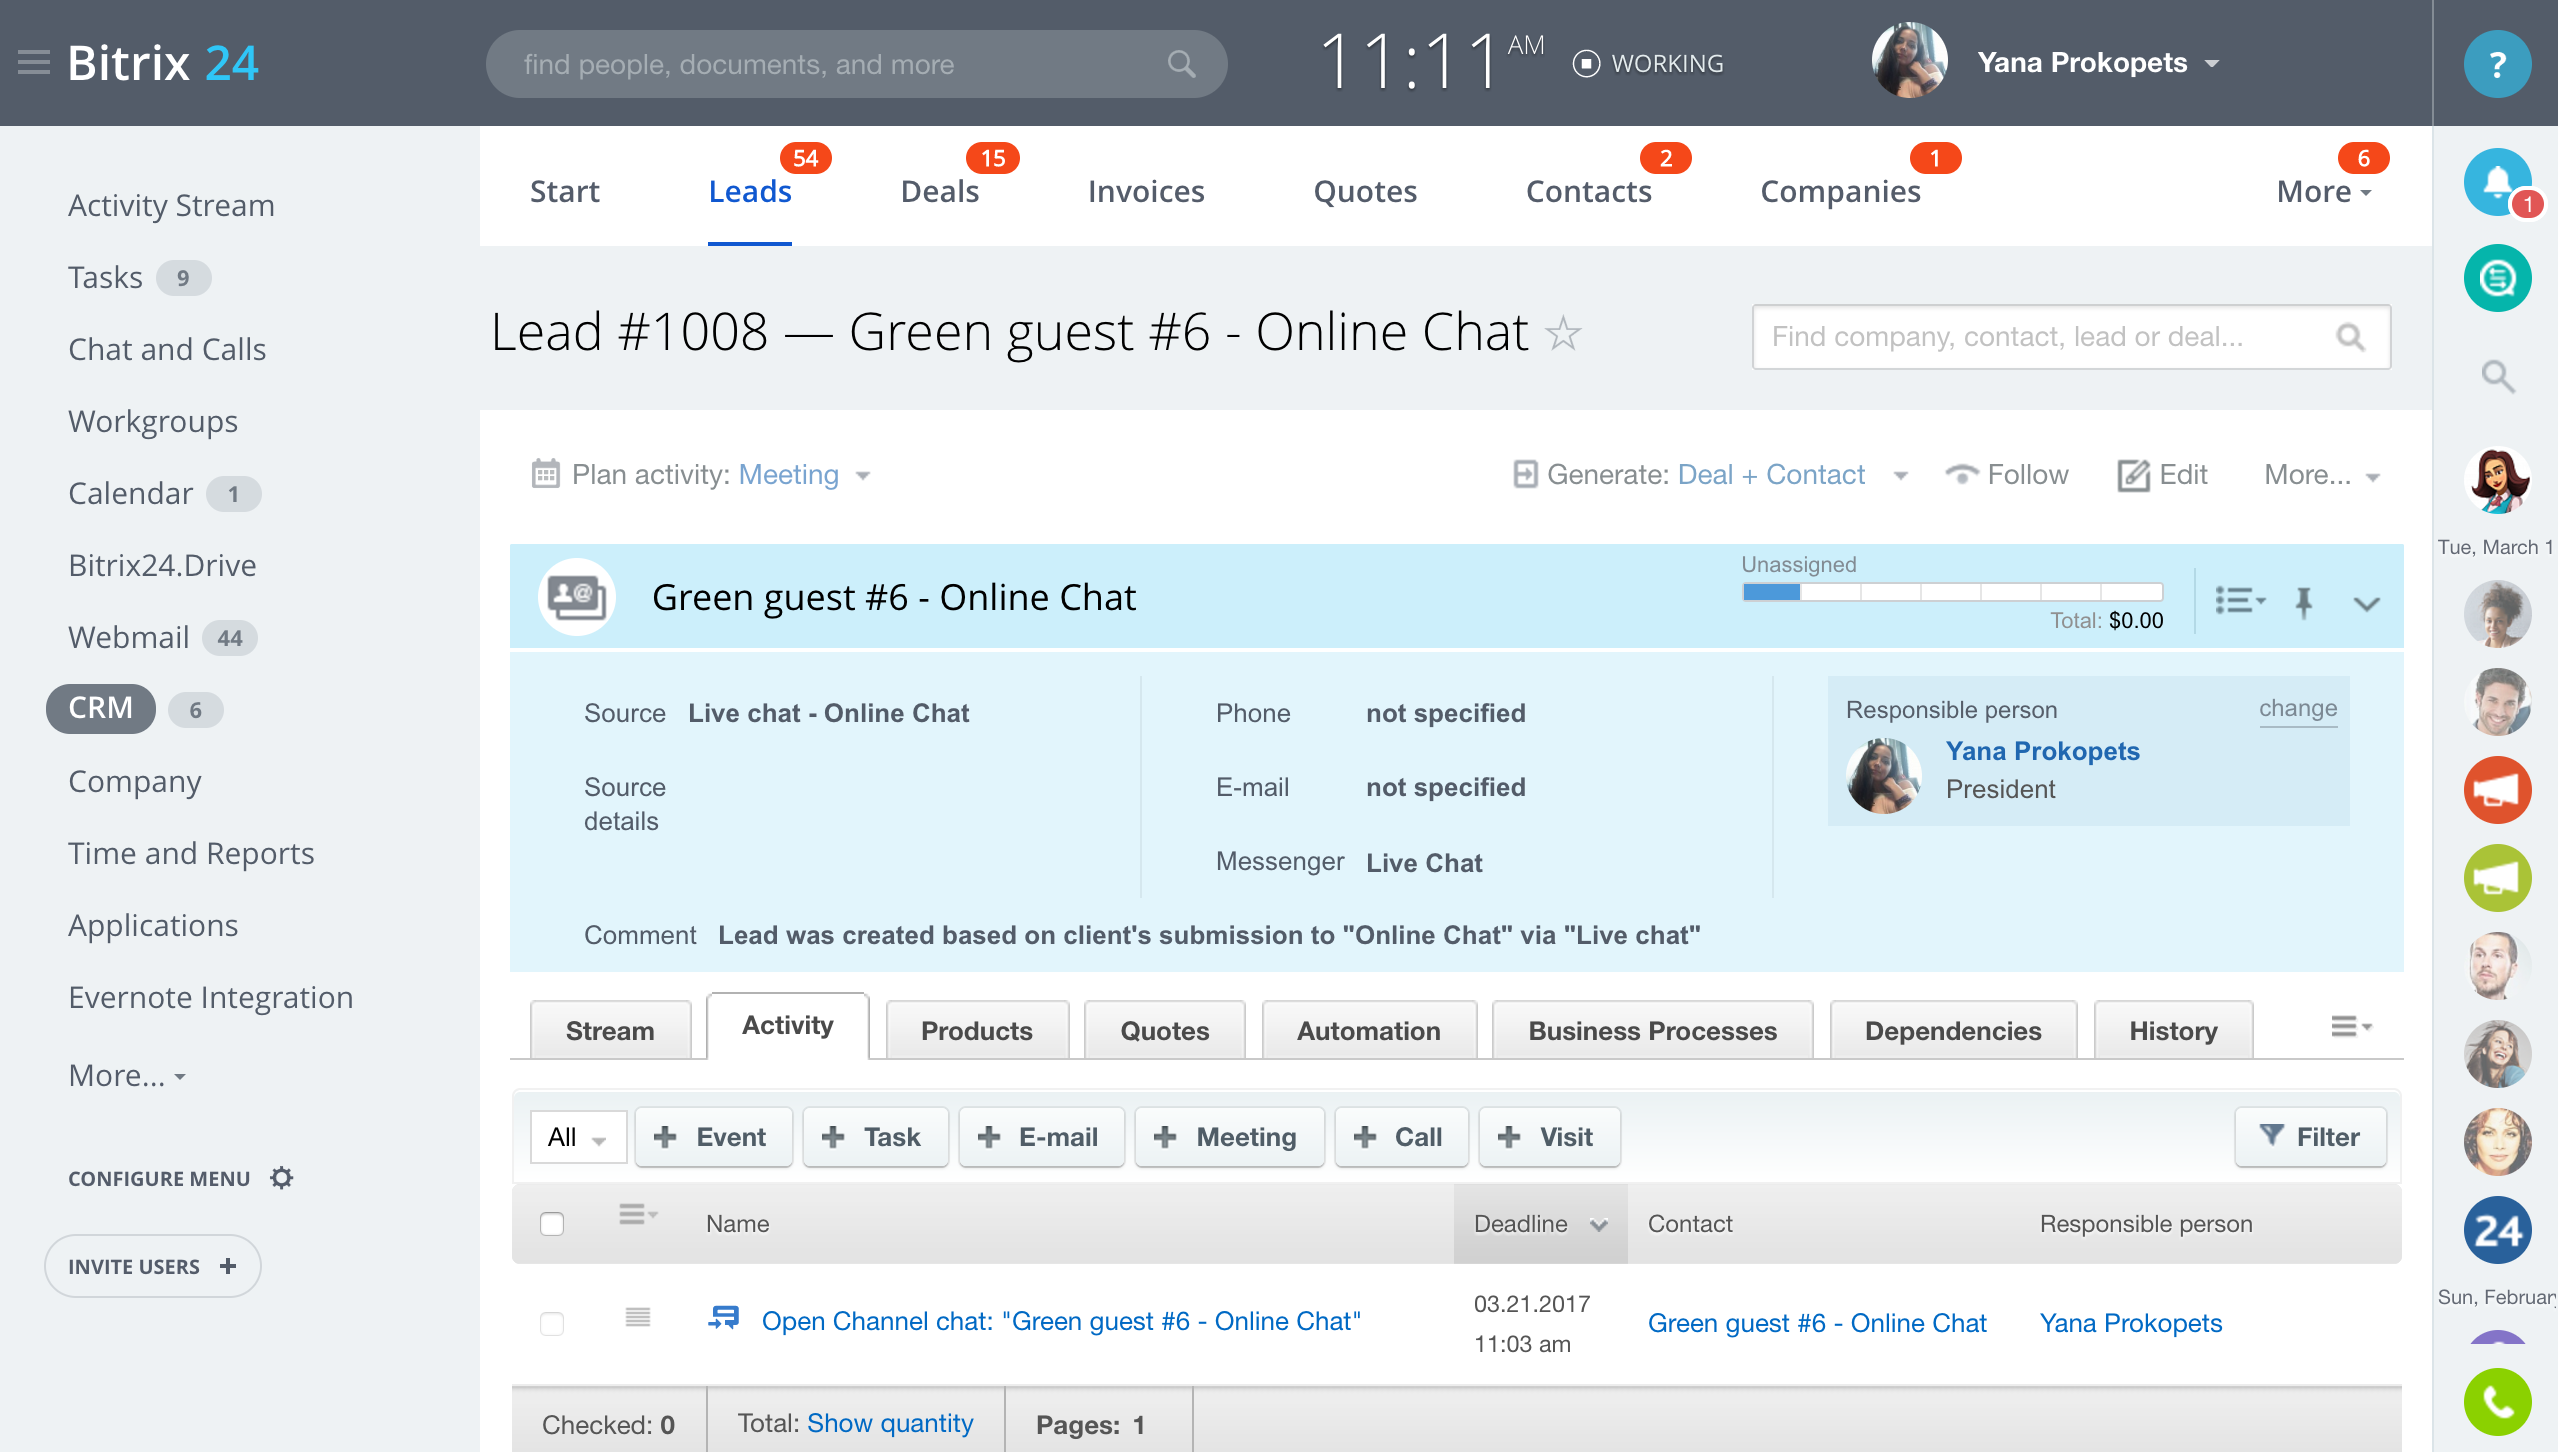 Bitrix 24
find people, documents, and more
11:11 AM
WORKING
Yana Prokopets
?
Activity Stream
Tasks 9
Chat and Calls
Workgroups
Calendar 1
Bitrix24.Drive
Webmail 44
CRM 6
Company
Time and Reports
Applications
Evernote Integration
More...
CONFIGURE MENU
INVITE USERS +
Start
Leads 54
Deals 15
Invoices
Quotes
Contacts 2
Companies 1
More 6
1
Lead #1008 — Green guest #6 - Online Chat
Find company, contact, lead or deal...
Plan activity: Meeting
Generate: Deal + Contact
Follow
Edit
More...
Green guest #6 - Online Chat
Unassigned
Total: $0.00
Source Live chat - Online Chat
Source
details
Phone not specified
E-mail not specified
Messenger Live Chat
Responsible person
change
Yana Prokopets
President
Comment Lead was created based on client's submission to "Online Chat" via "Live chat"
Stream
Activity
Products
Quotes
Automation
Business Processes
Dependencies
History
All
+ Event
+ Task
+ E-mail
+ Meeting
+ Call
+ Visit
Filter
Name
Deadline
Contact
Responsible person
Open Channel chat: "Green guest #6 - Online Chat"
03.21.2017
11:03 am
Green guest #6 - Online Chat
Yana Prokopets
Checked: 0
Total: Show quantity
Pages: 1
Tue, March 1
24
Sun, February